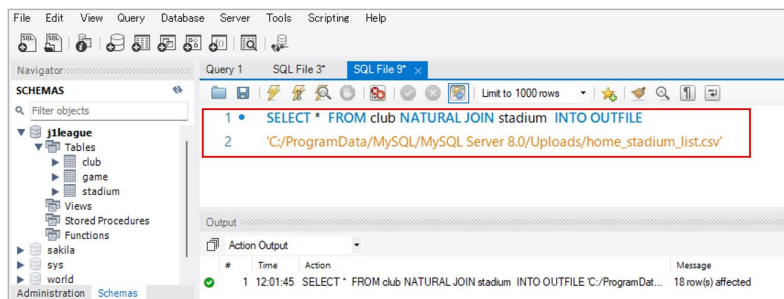 File Edit View Query Database Server Tools Scripting Help
Navigator
SCHEMAS
Filter objects
j1league
Tables
club
game
stadium
Views
Stored Procedures
Functions
sakila
sys
world
Administration Schemas
Query 1 SQL File 3* SQL File 9*
Limit to 1000 rows
1 SELECT * FROM club NATURAL JOIN stadium INTO OUTFILE
2 'C:/ProgramData/MySQL/MySQL Server 8.0/Uploads/home_stadium_list.csv'
Output
Action Output
# Time Action Message
1 12:01:45 SELECT * FROM club NATURAL JOIN stadium INTO OUTFILE 'C:/ProgramDat... 18 row(s) affected